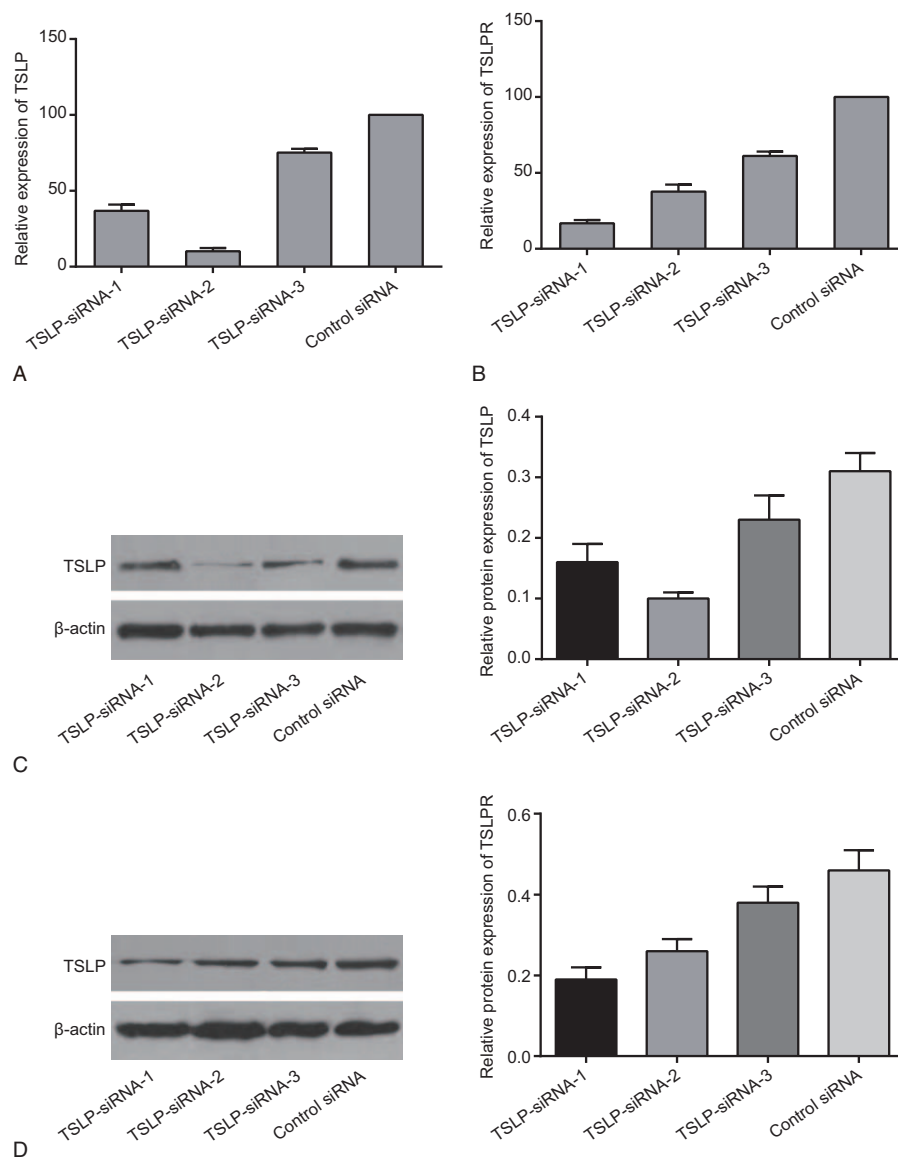 Relative expression of TSLP
150
100
50
0
TSLP-siRNA-1
TSLP-siRNA-2
TSLP-siRNA-3
Control siRNA
A
Relative expression of TSLPR
150
100
50
0
TSLP-siRNA-1
TSLP-siRNA-2
TSLP-siRNA-3
Control siRNA
B
TSLP
β-actin
TSLP-siRNA-1
TSLP-siRNA-2
TSLP-siRNA-3
Control siRNA
C
Relative protein expression of TSLP
0.4
0.3
0.2
0.1
0.0
TSLP-siRNA-1
TSLP-siRNA-2
TSLP-siRNA-3
Control siRNA
TSLP
β-actin
TSLP-siRNA-1
TSLP-siRNA-2
TSLP-siRNA-3
Control siRNA
D
Relative protein expression of TSLPR
0.6
0.4
0.2
0.0
TSLP-siRNA-1
TSLP-siRNA-2
TSLP-siRNA-3
Control siRNA